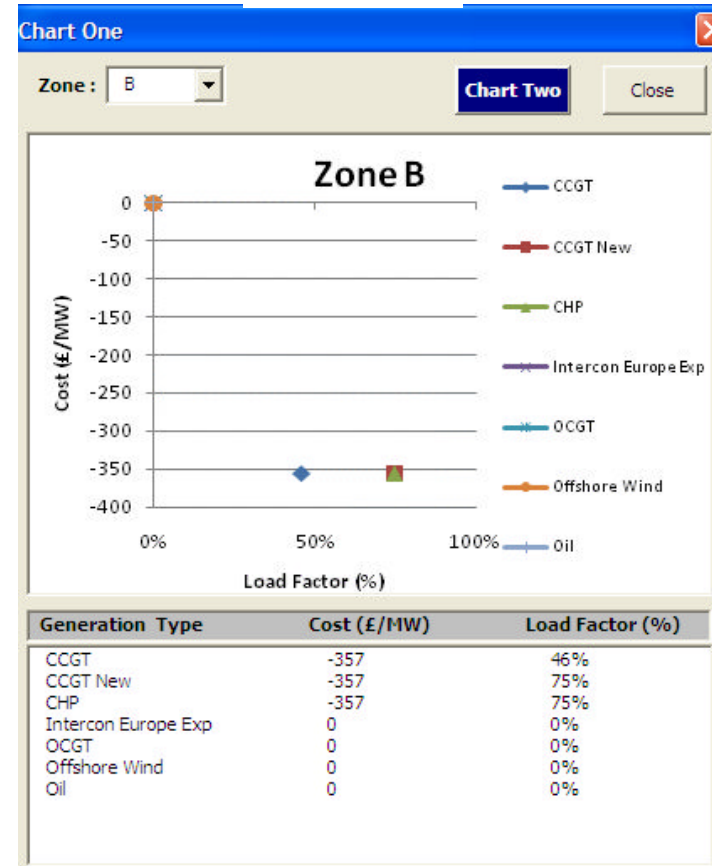 Chart One
Zone : B
Chart Two
Close
Zone B
0
-50
-100
-150
-200
-250
-300
-350
-400
Cost (£/MW)
0% 50% 100%
Load Factor (%)
CCGT
CCGT New
CHP
Intercon Europe Exp
OCGT
Offshore Wind
Oil
Generation Type Cost (£/MW) Load Factor (%)
CCGT -357 46%
CCGT New -357 75%
CHP -357 75%
Intercon Europe Exp 0 0%
OCGT 0 0%
Offshore Wind 0 0%
Oil 0 0%